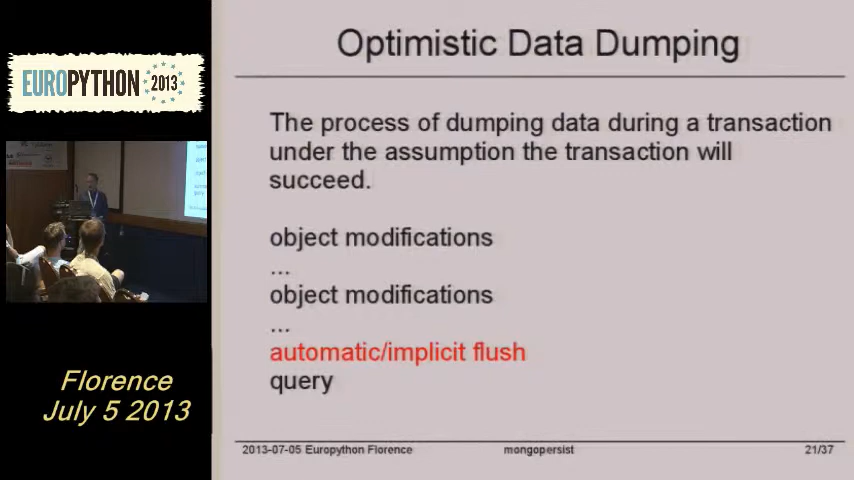 Optimistic Data Dumping
EUROPYTHON 2013
The process of dumping data during a transaction
under the assumption the transaction will
succeed.
object modifications
...
object modifications
...
automatic/implicit flush
query
Florence
July 5 2013
2013-07-05 Europython Florence mongopersist 21/37